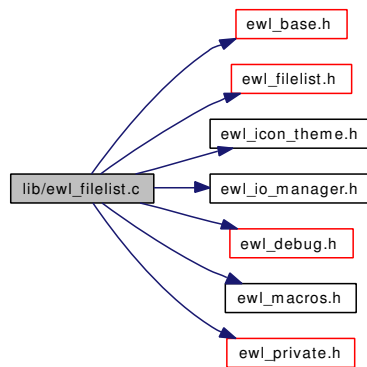 ewl_base.h
ewl_filelist.h
ewl_icon_theme.h
lib/ewl_filelist.c
ewl_io_manager.h
ewl_debug.h
ewl_macros.h
ewl_private.h